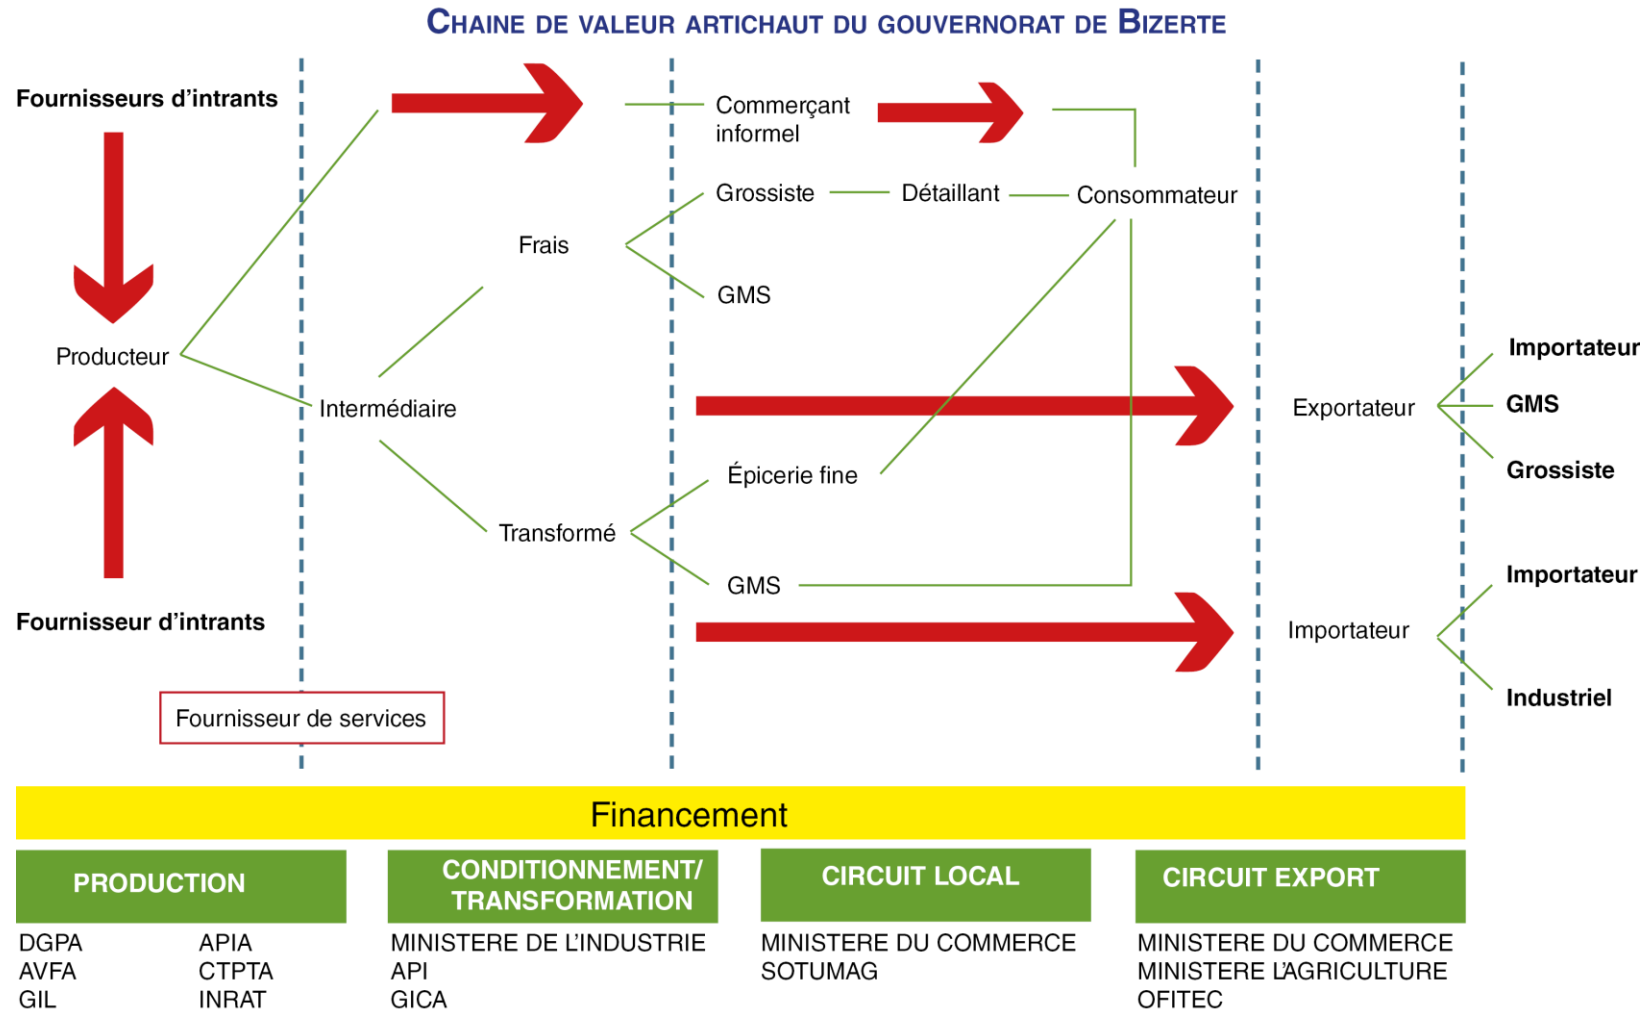 CHAINE DE VALEUR ARTICHAUT DU GOUVERNORAT DE BIZERTE
Fournisseurs d'intrants
Commerçant
informel
Grossiste
Détaillant
Consommateur
Frais
GMS
Producteur
Intermédiaire
Exportateur
Importateur
GMS
Grossiste
Épicerie fine
Transformé
GMS
Fournisseur d'intrants
Importateur
Importateur
Industriel
Fournisseur de services
Financement
PRODUCTION
DGPA
AVFA
GIL
APIA
CTPTA
INRAT
CONDITIONNEMENT/
TRANSFORMATION
MINISTERE DE L'INDUSTRIE
API
GICA
CIRCUIT LOCAL
MINISTERE DU COMMERCE
SOTUMAG
CIRCUIT EXPORT
MINISTERE DU COMMERCE
MINISTERE L'AGRICULTURE
OFITEC